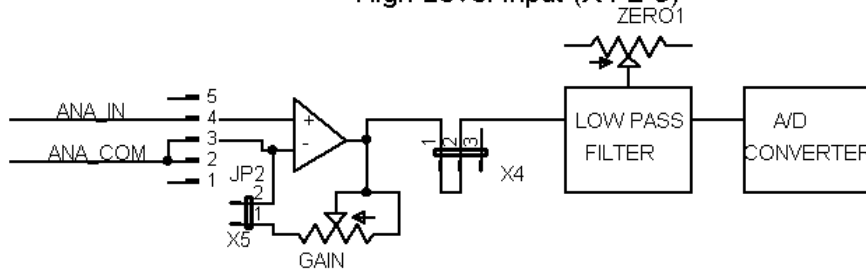 High Level Input (X4 2-3)
ZERO1
ANA_IN
5
4
3
2
1
ANA_COM
+
-
JP2
2
1
X5
GAIN
1
2
3
X4
LOW PASS
FILTER
A/D
CONVERTER